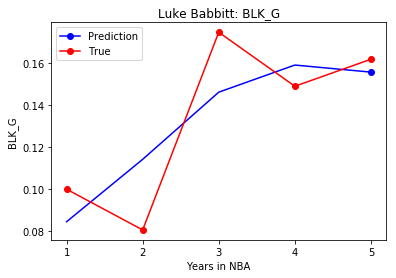 Luke Babbitt: BLK_G
Prediction
True
BLK_G
0.16
0.14
0.12
0.10
0.08
1 2 3 4 5
Years in NBA